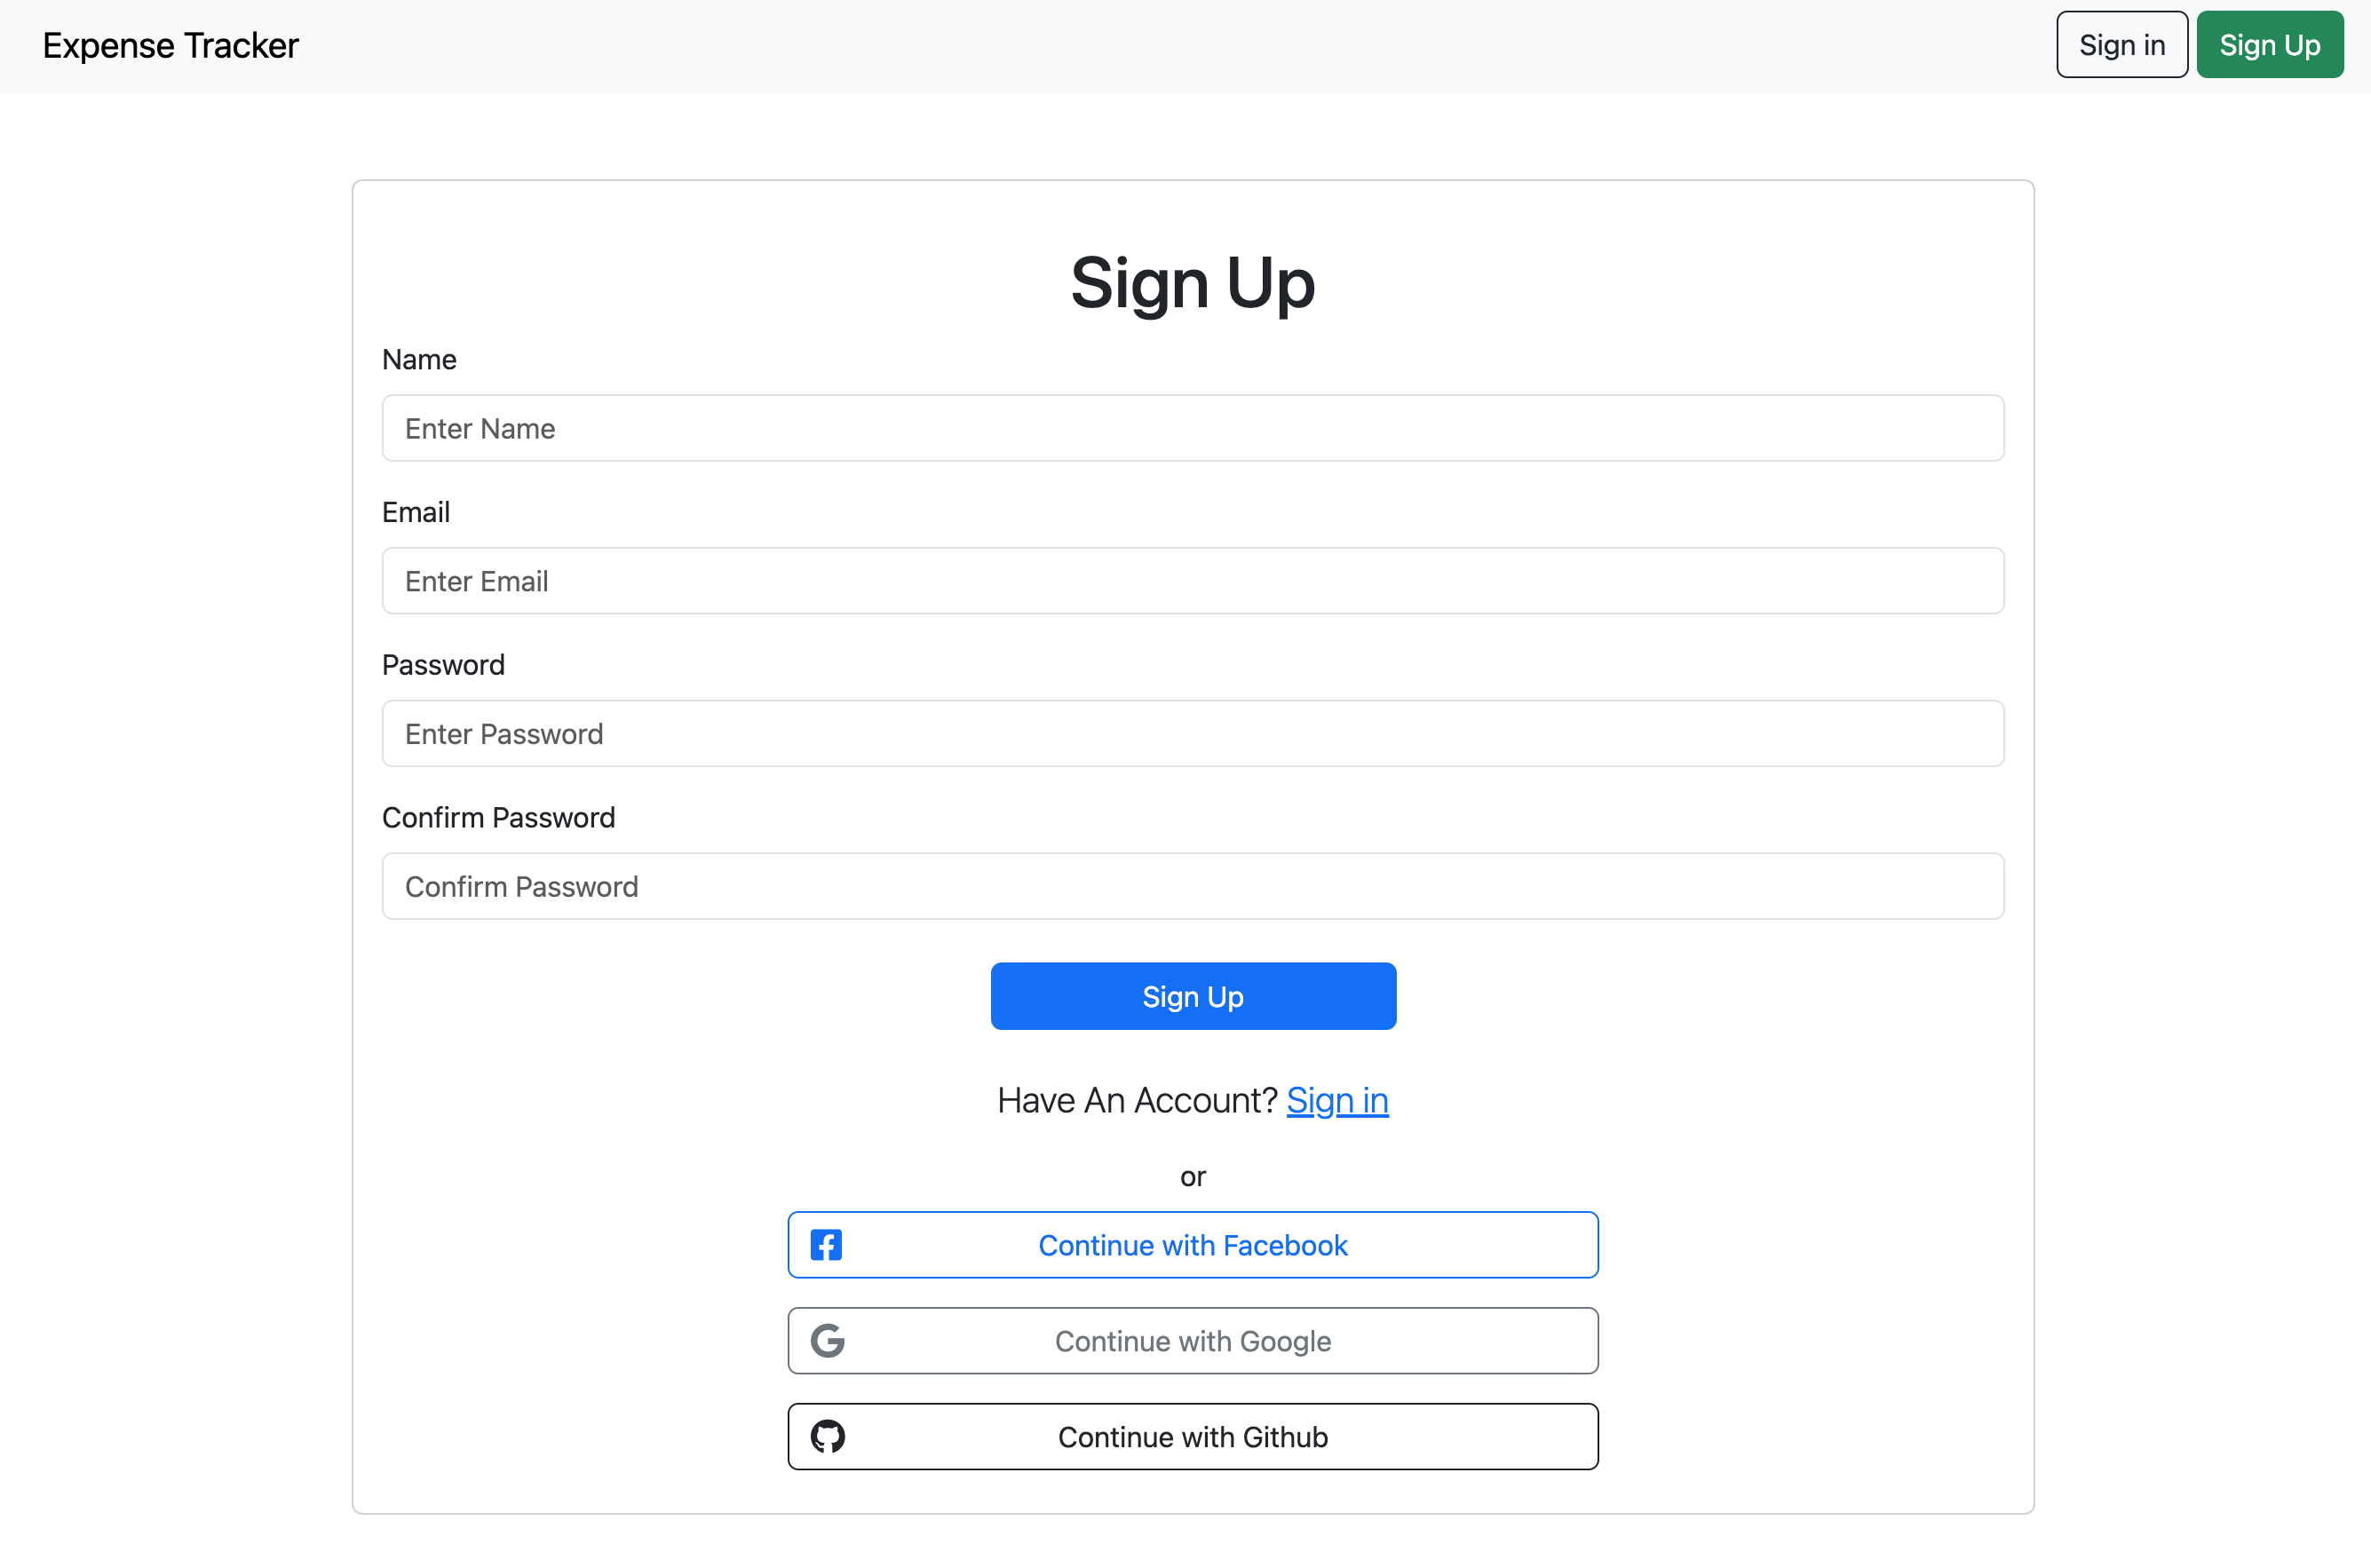 Expense Tracker
Sign in
Sign Up
Sign Up
Name
Enter Name
Email
Enter Email
Password
Enter Password
Confirm Password
Confirm Password
Sign Up
Have An Account? Sign in
or
Continue with Facebook
Continue with Google
Continue with Github